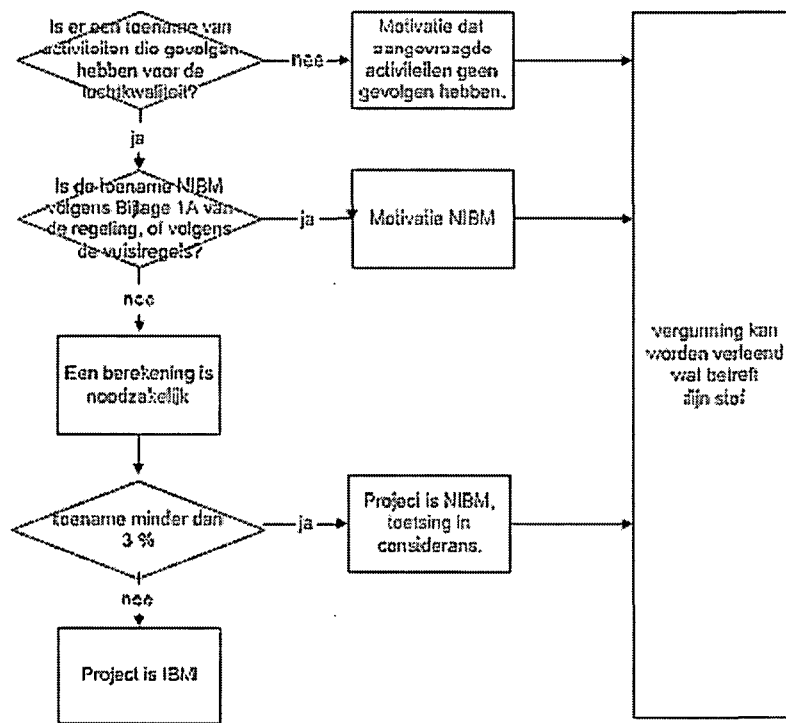 Is er een toename van
activiteiten die gevolgen
hebben voor de
luchtkwaliteit?
nee
Motivatie dat
aangevraagde
activiteiten geen
gevolgen hebben.
ja
Is de toename NIBM
volgens Bijlage 1A van
de regeling, of volgens
de vuistregels?
ja
Motivatie NIBM
nee
Een berekening is
noodzakelijk
toename minder dan
3 %
ja
Project is NIBM,
toetsing in
considerans.
nee
Project is IBM
vergunning kan
worden verleend
wat betreft
fijn stof